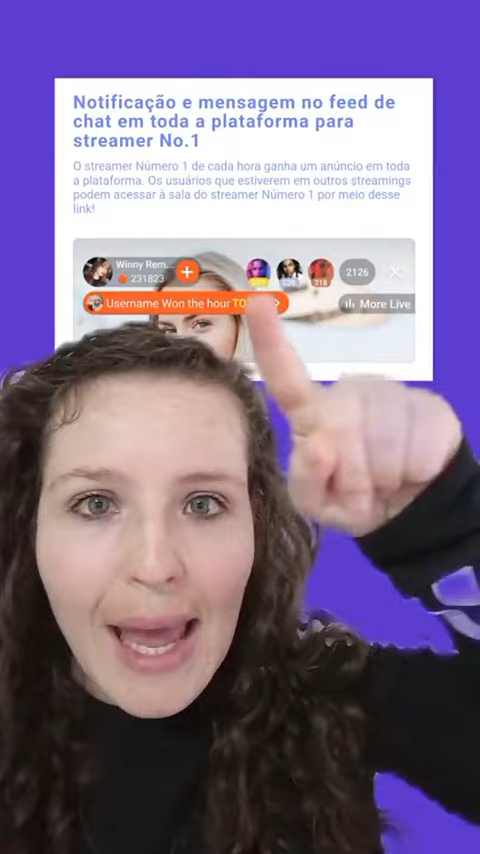 Notificação e mensagem no feed de
chat em toda a plataforma para
streamer No.1
O streamer Número 1 de cada hora ganha um anúncio em toda
a plataforma. Os usuários que estiverem em outros streamings
podem acessar à sala do streamer Número 1 por meio desse
link!
Winny Rem...
231823
2126
Username Won the hour
More Live